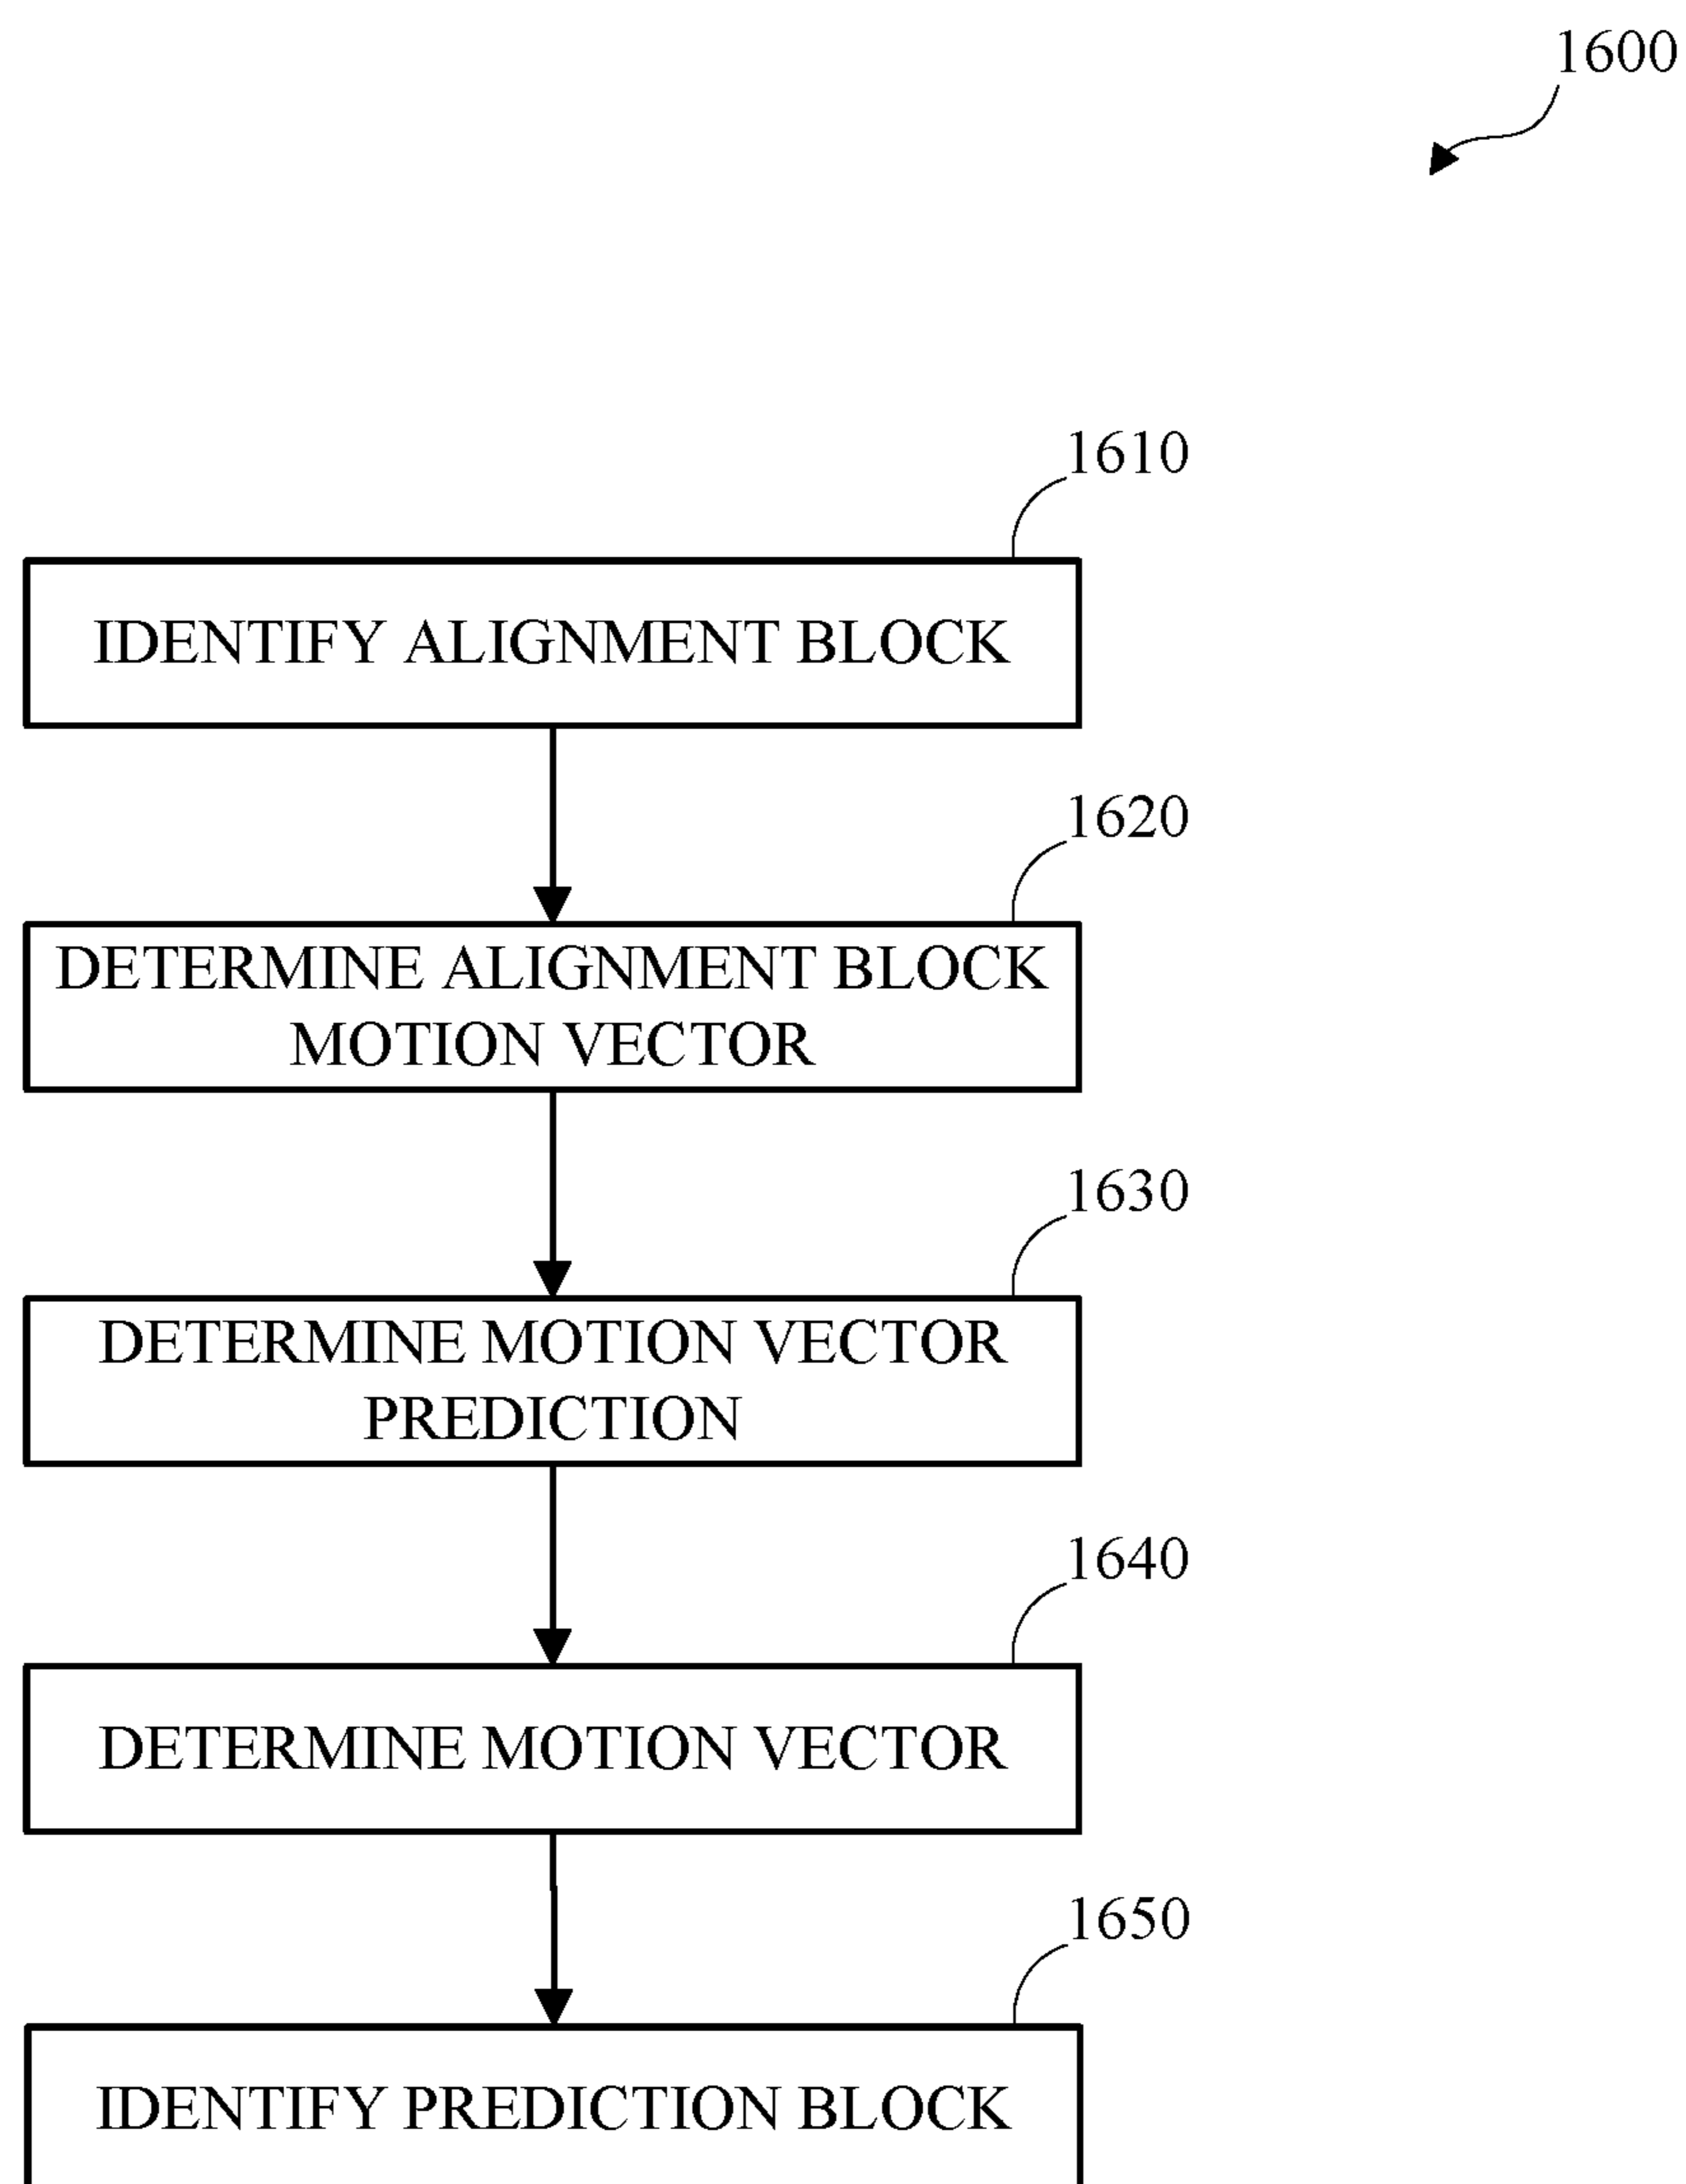 1600
1610
IDENTIFY ALIGNMENT BLOCK
1620
DETERMINE ALIGNMENT BLOCK
MOTION VECTOR
1630
DETERMINE MOTION VECTOR
PREDICTION
1640
DETERMINE MOTION VECTOR
1650
IDENTIFY PREDICTION BLOCK